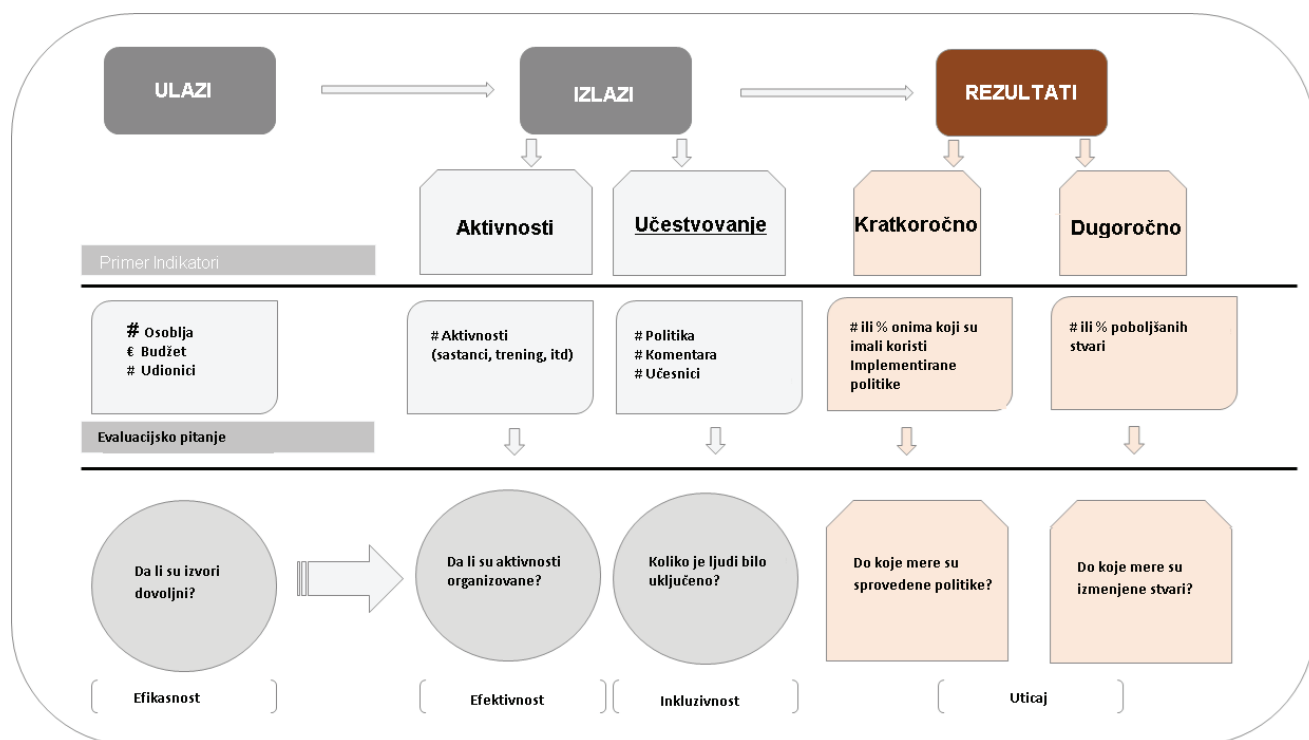 ULAZI
IZLAZI
REZULTATI
Aktivnosti
Učestvovanje
Kratkoročno
Dugoročno
Primer Indikatori
# Osoblja
€ Budžet
# Udionici
# Aktivnosti
(sastanci, trening, itd)
# Politika
# Komentara
# Učesnici
# ili % onima koji su
imali koristi
Implementirane
politike
# ili % poboljšanih
stvari
Evaluacijsko pitanje
Da li su izvori
dovoljni?
Da li su aktivnosti
organizovane?
Koliko je ljudi bilo
uključeno?
Do koje mere su
sprovedene politike?
Do koje mere su
izmenjene stvari?
Efikasnost
Efektivnost
Inkluzivnost
Uticaj